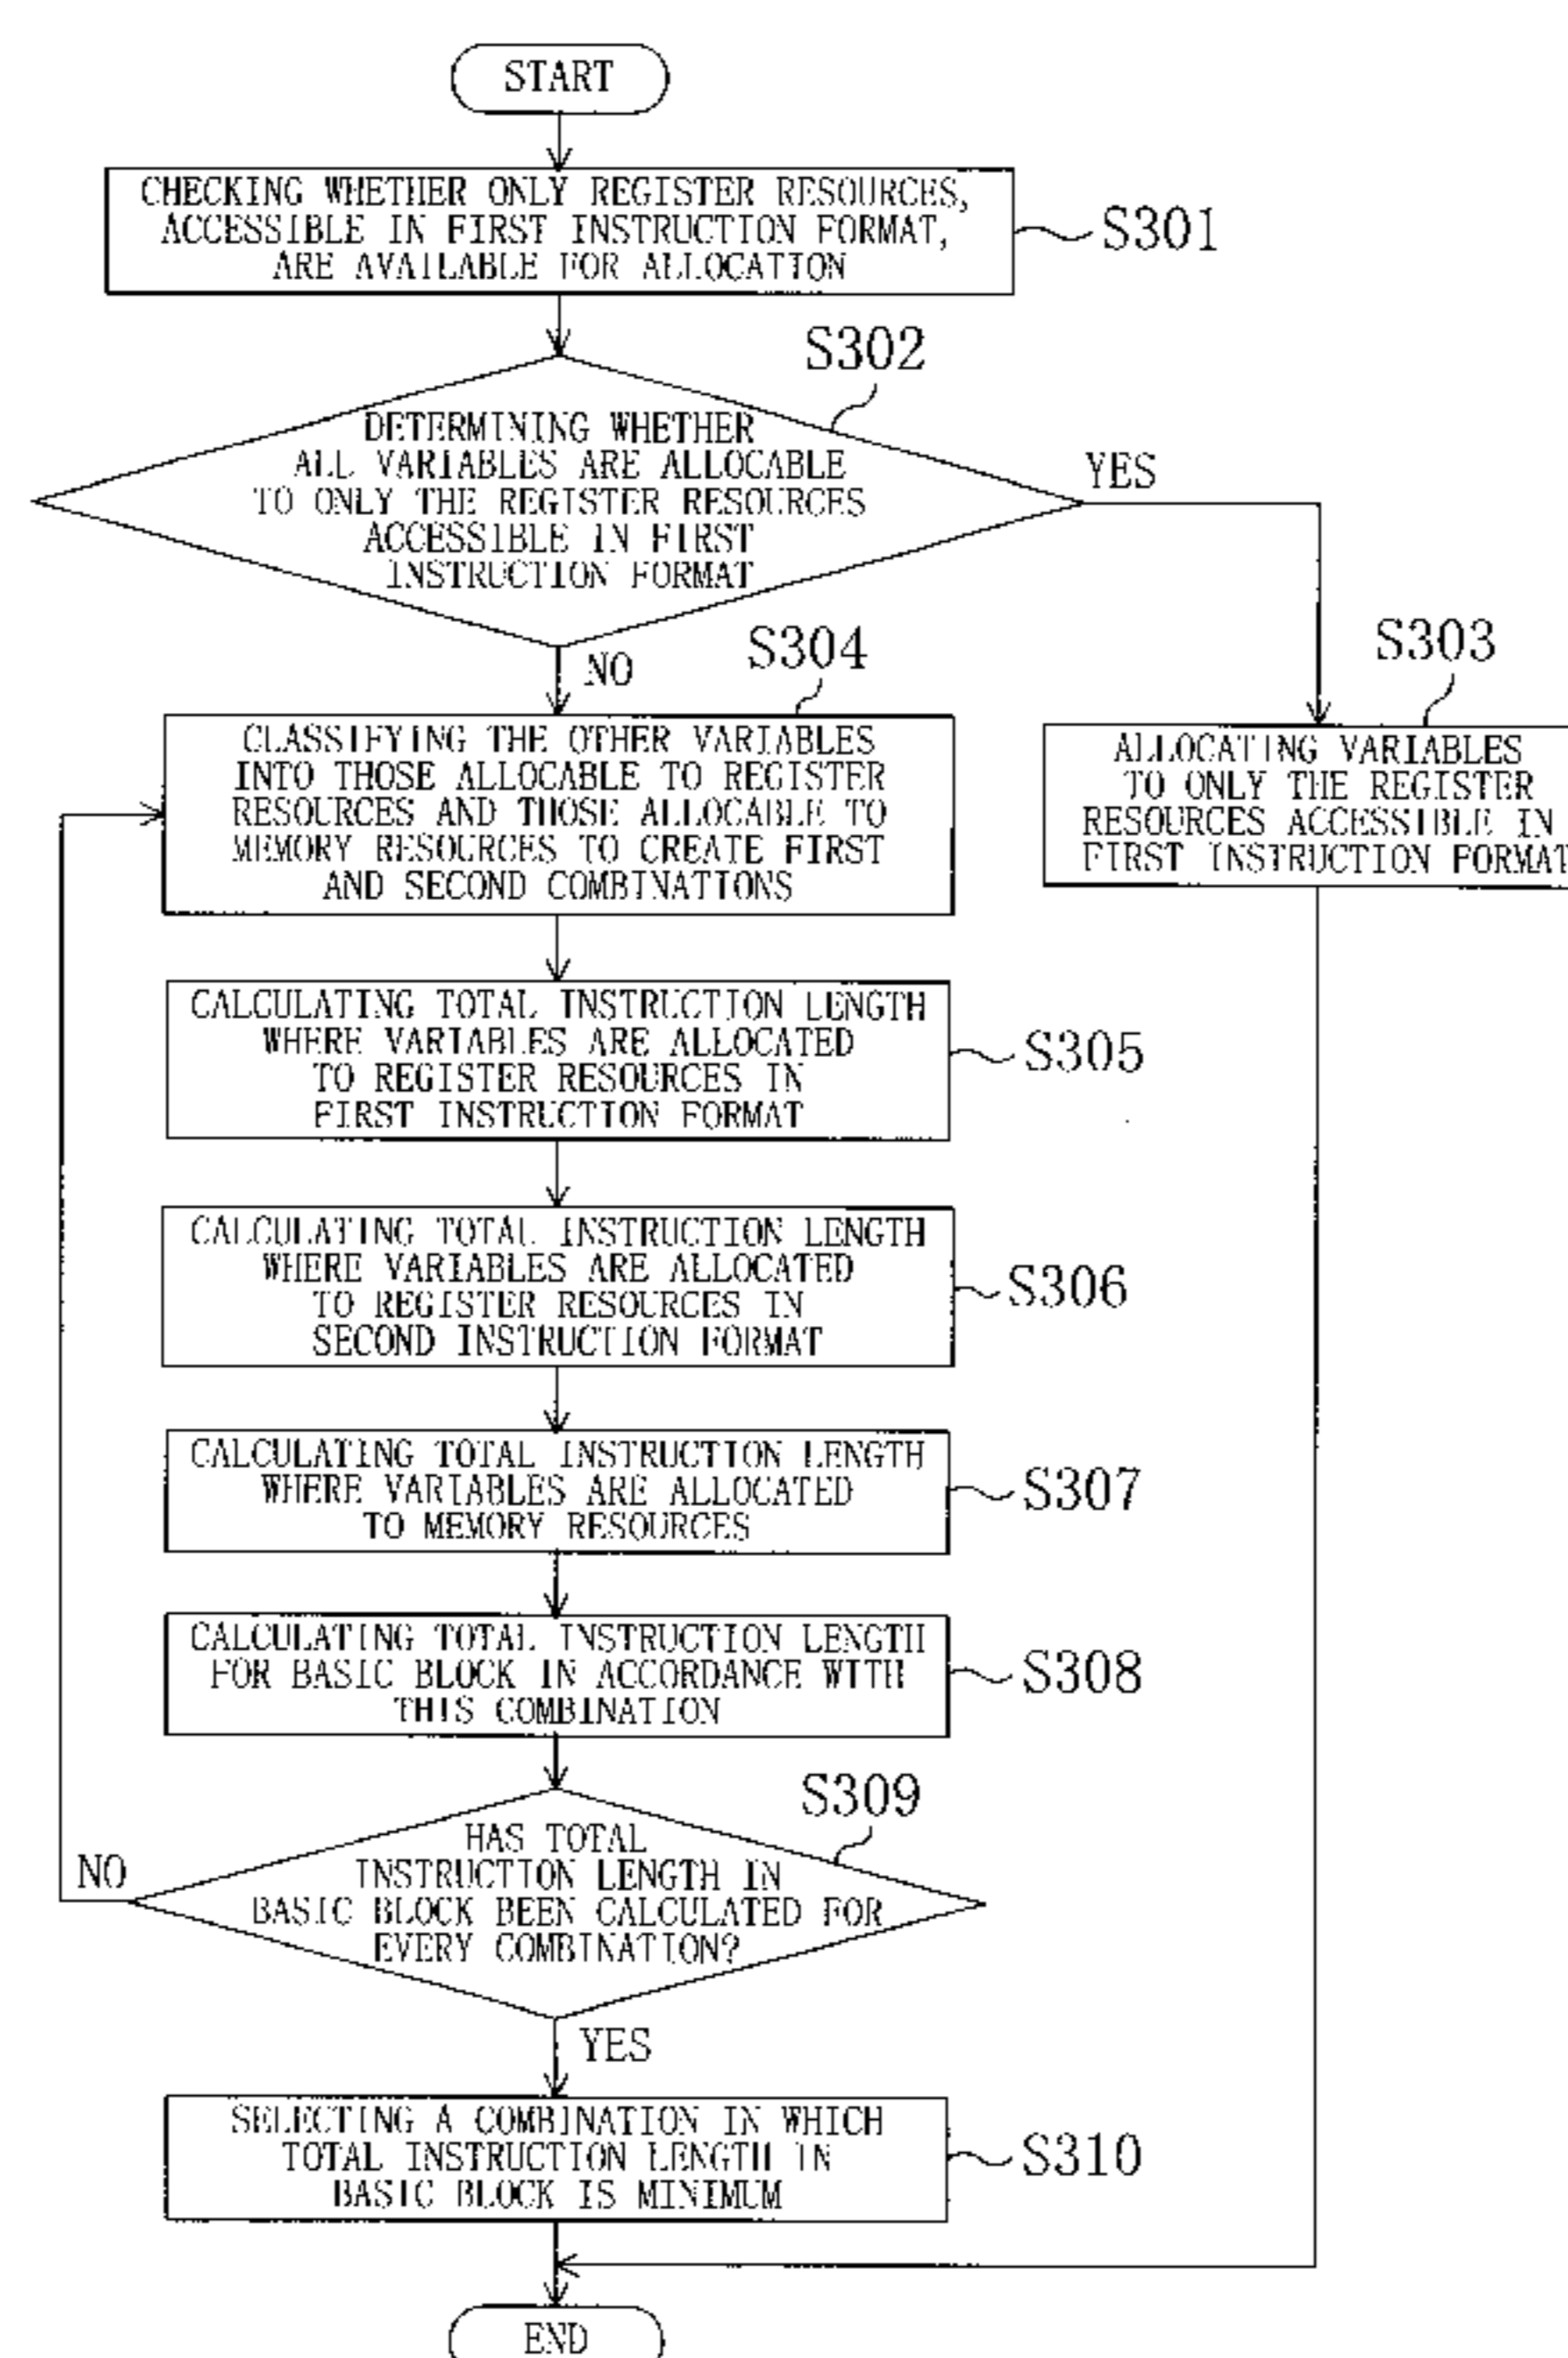 START
CHECKING WHETHER ONLY REGISTER RESOURCES,
ACCESSIBLE IN FIRST INSTRUCTION FORMAT,
ARE AVAILABLE FOR ALLOCATION
S301
S302
DETERMINING WHETHER
ALL VARIABLES ARE ALLOCABLE
TO ONLY THE REGISTER RESOURCES
ACCESSIBLE IN FIRST
INSTRUCTION FORMAT
YES
NO
S303
ALLOCATING VARIABLES
TO ONLY THE REGISTER
RESOURCES ACCESSIBLE IN
FIRST INSTRUCTION FORMAT
S304
CLASSIFYING THE OTHER VARIABLES
INTO THOSE ALLOCABLE TO REGISTER
RESOURCES AND THOSE ALLOCABLE TO
MEMORY RESOURCES TO CREATE FIRST
AND SECOND COMBINATIONS
CALCULATING TOTAL INSTRUCTION LENGTH
WHERE VARIABLES ARE ALLOCATED
TO REGISTER RESOURCES IN
FIRST INSTRUCTION FORMAT
S305
CALCULATING TOTAL INSTRUCTION LENGTH
WHERE VARIABLES ARE ALLOCATED
TO REGISTER RESOURCES IN
SECOND INSTRUCTION FORMAT
S306
CALCULATING TOTAL INSTRUCTION LENGTH
WHERE VARIABLES ARE ALLOCATED
TO MEMORY RESOURCES
S307
CALCULATING TOTAL INSTRUCTION LENGTH
FOR BASIC BLOCK IN ACCORDANCE WITH
THIS COMBINATION
S308
S309
HAS TOTAL
INSTRUCTION LENGTH IN
BASIC BLOCK BEEN CALCULATED FOR
EVERY COMBINATION?
NO
YES
SELECTING A COMBINATION IN WHICH
TOTAL INSTRUCTION LENGTH IN
BASIC BLOCK IS MINIMUM
S310
END